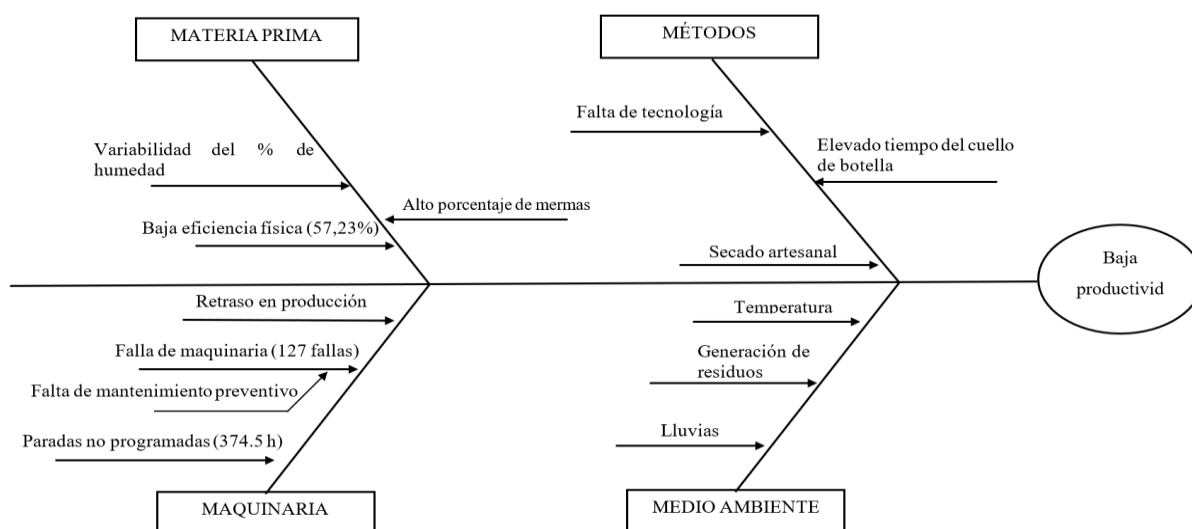 MATERIA PRIMA
MÉTODOS
Falta de tecnología
Variabilidad del % de
humedad
Elevado tiempo del cuello
de botella
Alto porcentaje de mermas
Baja eficiencia física (57,23%)
Secado artesanal
Baja
productivid
Retraso en producción
Temperatura
Falla de maquinaria (127 fallas)
Generación de
residuos
Falta de mantenimiento preventivo
Paradas no programadas (374.5 h)
Lluvias
MAQUINARIA
MEDIO AMBIENTE